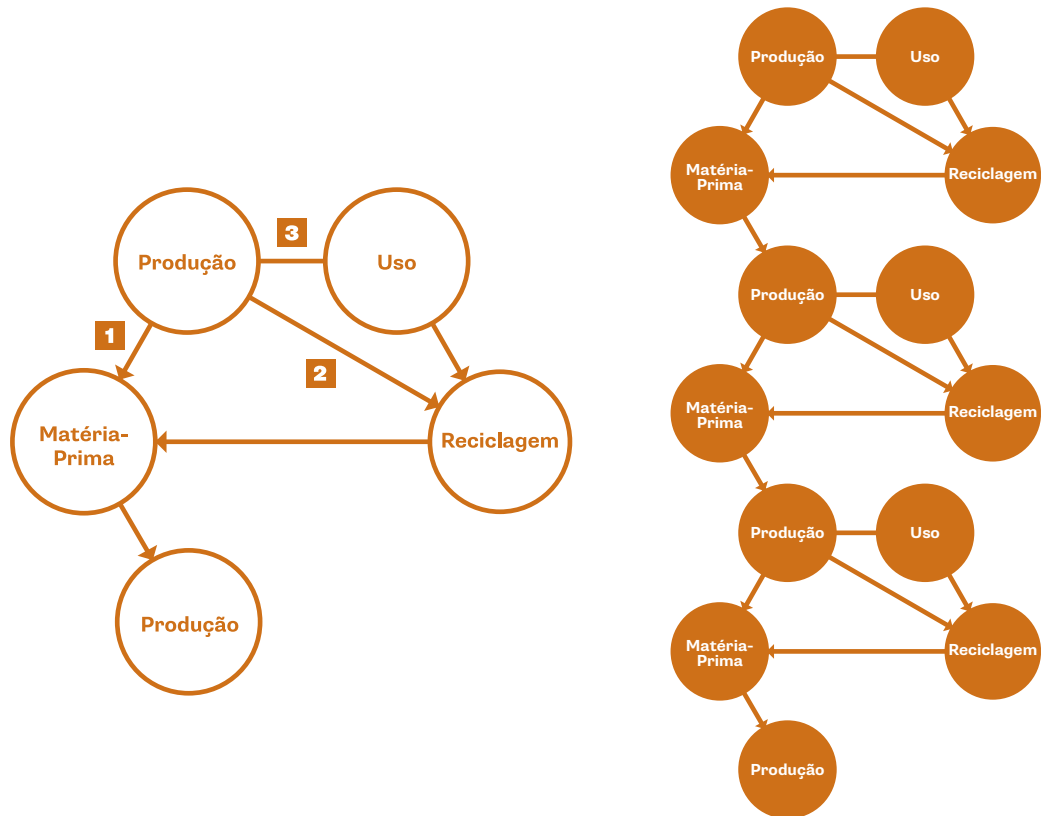 Produção
3
Uso
1
2
Matéria-
Prima
Reciclagem
Produção
Produção
Uso
Matéria-
Prima
Reciclagem
Produção
Uso
Matéria-
Prima
Reciclagem
Produção
Uso
Matéria-
Prima
Reciclagem
Produção